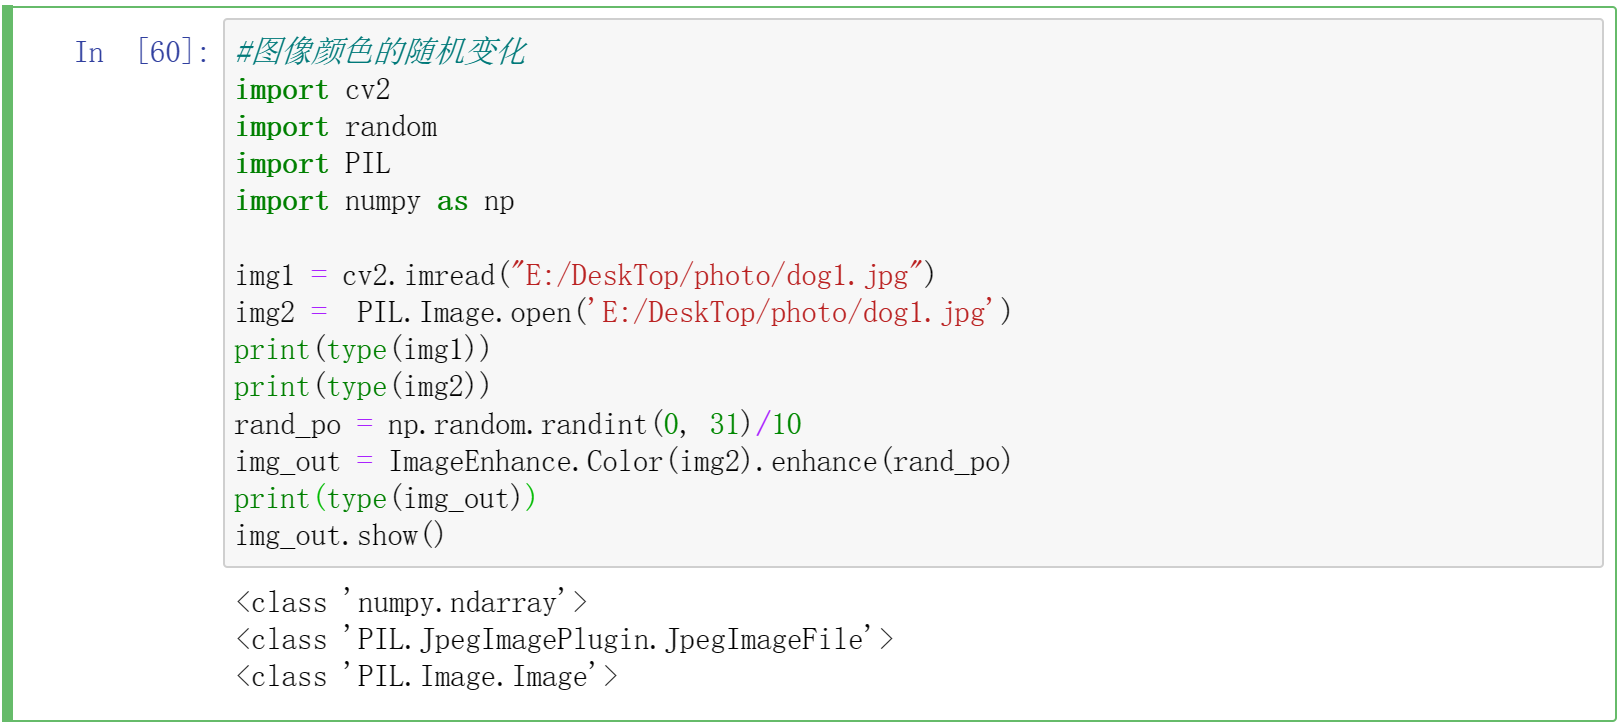 In [60]:
#图像颜色的随机变化
import cv2
import random
import PIL
import numpy as np
img1 = cv2.imread("E:/DeskTop/photo/dog1.jpg")
img2 =  PIL.Image.open('E:/DeskTop/photo/dog1.jpg')
print(type(img1))
print(type(img2))
rand_po = np.random.randint(0, 31)/10
img_out = ImageEnhance.Color(img2).enhance(rand_po)
print(type(img_out))
img_out.show()
<class 'numpy.ndarray'>
<class 'PIL.JpegImagePlugin.JpegImageFile'>
<class 'PIL.Image.Image'>